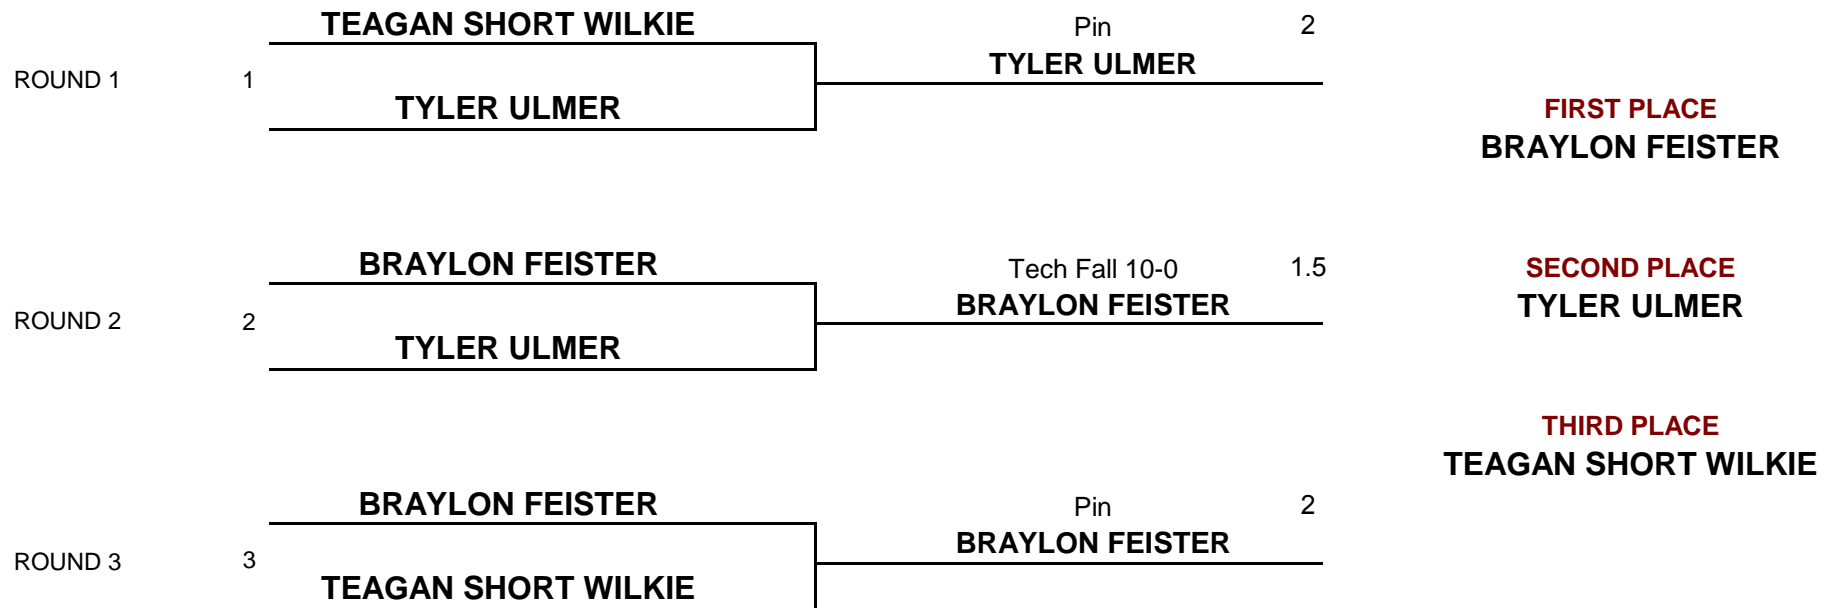 TEAGAN SHORT WILKIE
Pin 2
TYLER ULMER
ROUND 1 1
TYLER ULMER
FIRST PLACE
BRAYLON FEISTER
BRAYLON FEISTER
Tech Fall 10-0 1.5
BRAYLON FEISTER
SECOND PLACE
TYLER ULMER
ROUND 2 2
TYLER ULMER
THIRD PLACE
TEAGAN SHORT WILKIE
BRAYLON FEISTER
Pin 2
BRAYLON FEISTER
ROUND 3 3
TEAGAN SHORT WILKIE